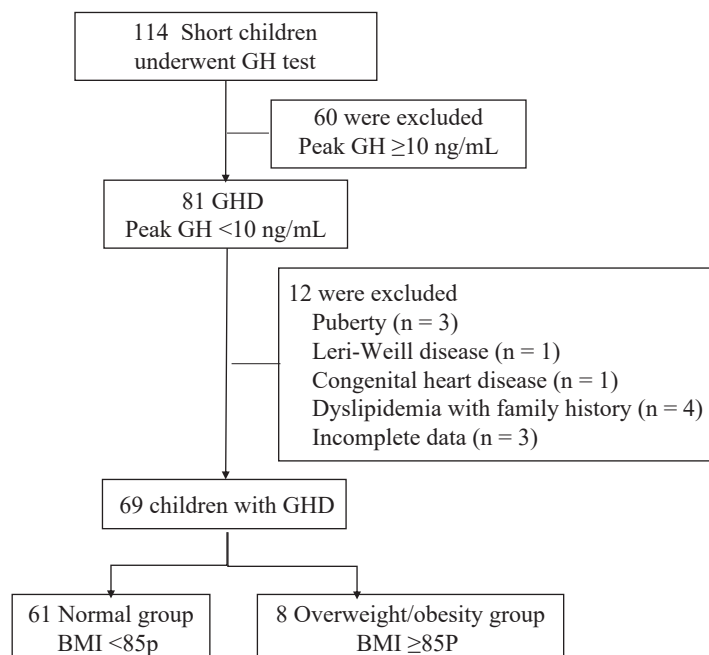 114 Short children
underwent GH test
60 were excluded
Peak GH ≥10 ng/mL
81 GHD
Peak GH <10 ng/mL
12 were excluded
Puberty (n = 3)
Leri-Weill disease (n = 1)
Congenital heart disease (n = 1)
Dyslipidemia with family history (n = 4)
Incomplete data (n = 3)
69 children with GHD
61 Normal group
BMI <85p
8 Overweight/obesity group
BMI ≥85P